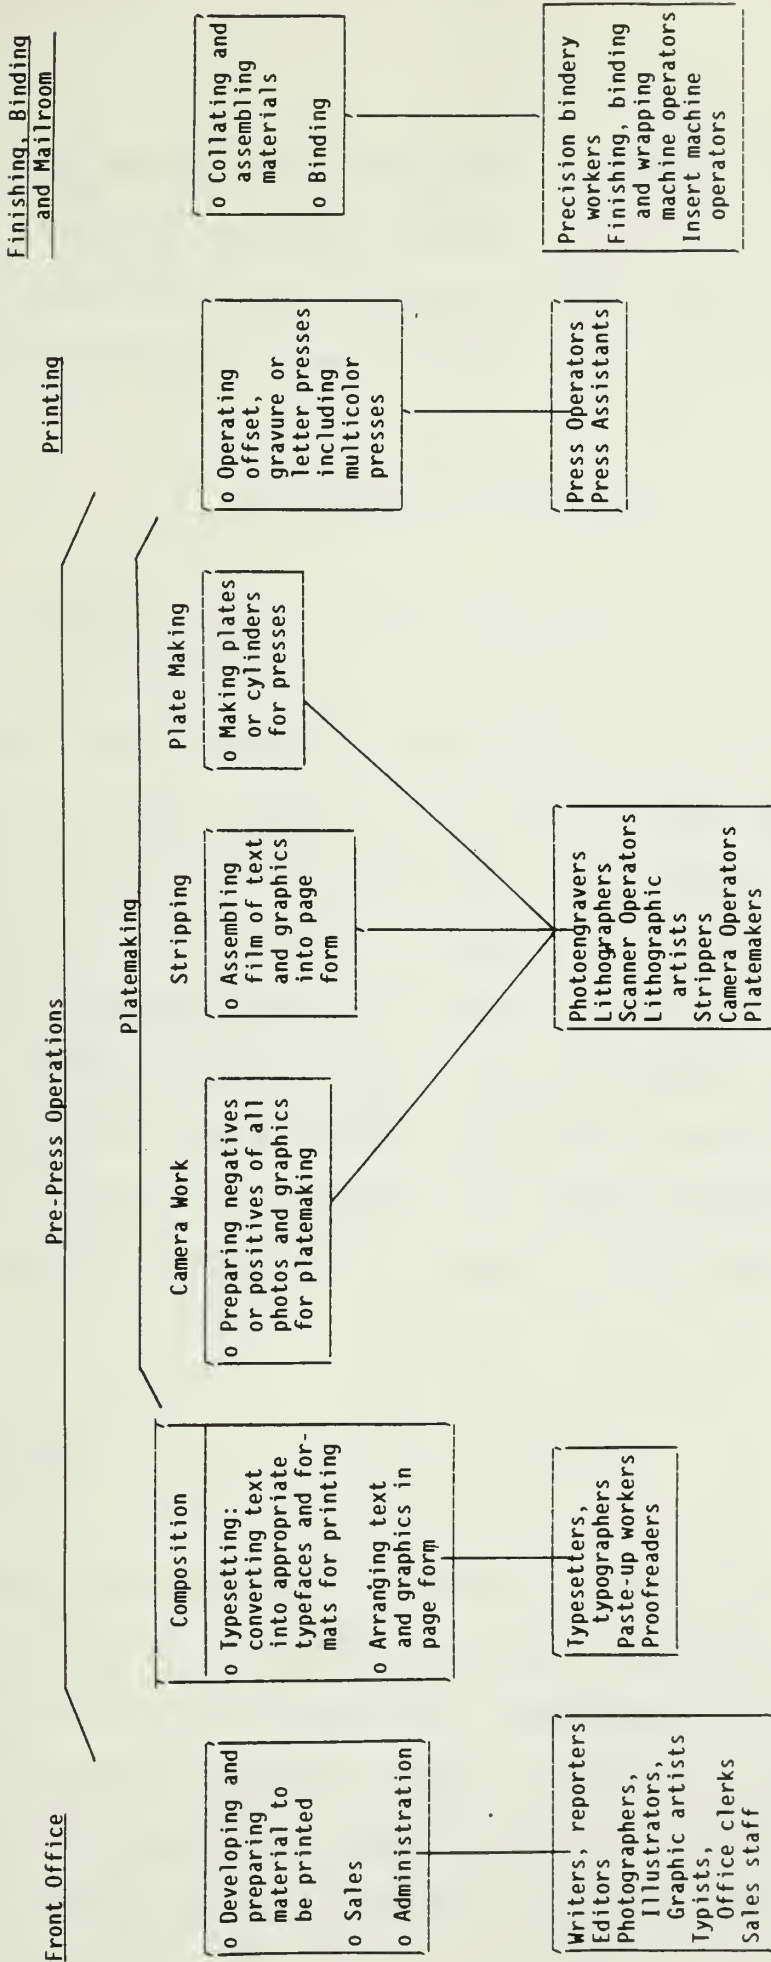 Front Office
Pre-Press Operations
Printing
Finishing, Binding
and Mailroom
Platemaking
Composition
Camera Work
Stripping
Plate Making
o Developing and
preparing
material to
be printed
o Sales
o Administration
o Typesetting:
converting text
into appropriate
typefaces and for-
mats for printing
o Arranging text
and graphics in
page form
o Preparing negatives
or positives of all
photos and graphics
for platemaking
o Assembling
film of text
and graphics
into page
form
o Making plates
or cylinders
for presses
o Operating
offset,
gravure or
letter presses
including
multicolor
presses
o Collating and
assembling
materials
o Binding
Writers, reporters
Editors
Photographers,
Illustrators,
Graphic artists
Typists,
Office clerks
Sales staff
Typesetters,
typographers
Paste-up workers
Proofreaders
Photoengravers
Lithographers
Scanner Operators
Lithographic
artists
Strippers
Camera Operators
Platemakers
Press Operators
Press Assistants
Precision bindery
workers
Finishing, binding
and wrapping
machine operators
Insert machine
operators